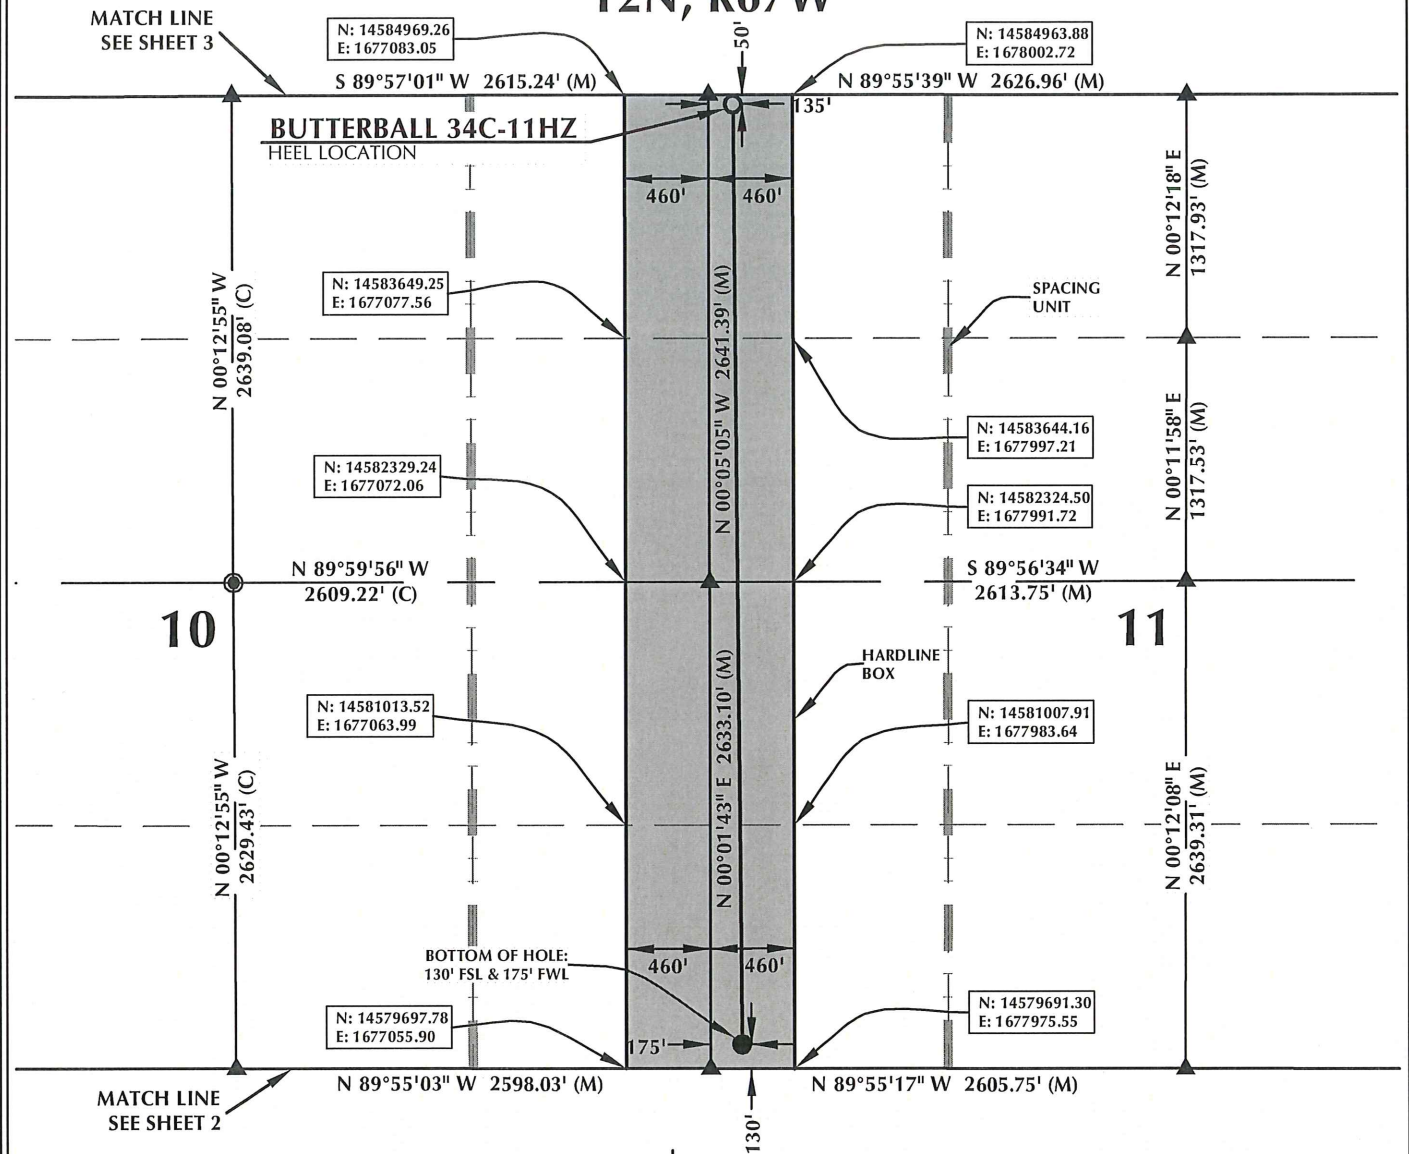 12N, R67W
MATCH LINE
SEE SHEET 3
N: 14584969.26
E: 1677083.05
50'
N: 14584963.88
E: 1678002.72
S 89°57'01" W 2615.24' (M)
N 89°55'39" W 2626.96' (M)
135'
BUTTERBALL 34C-11HZ
HEEL LOCATION
460'
460'
N 00°12'18" E
1317.93' (M)
N: 14583649.25
E: 1677077.56
SPACING
UNIT
N 00°12'55" W
2639.08' (C)
N 00°05'05" W 2641.39' (M)
N: 14583644.16
E: 1677997.21
N 00°11'58" E
1317.53' (M)
N: 14582329.24
E: 1677072.06
N: 14582324.50
E: 1677991.72
N 89°59'56" W
2609.22' (C)
S 89°56'34" W
2613.75' (M)
10
11
HARDLINE
BOX
N: 14581013.52
E: 1677063.99
N: 14581007.91
E: 1677983.64
N 00°12'55" W
2629.43' (C)
N 00°01'43" E 2633.10' (M)
N 00°12'08" E
2639.31' (M)
BOTTOM OF HOLE:
130' FSL & 175' FWL
460'
460'
N: 14579697.78
E: 1677055.90
N: 14579691.30
E: 1677975.55
175'
N 89°55'03" W 2598.03' (M)
N 89°55'17" W 2605.75' (M)
MATCH LINE
SEE SHEET 2
130'